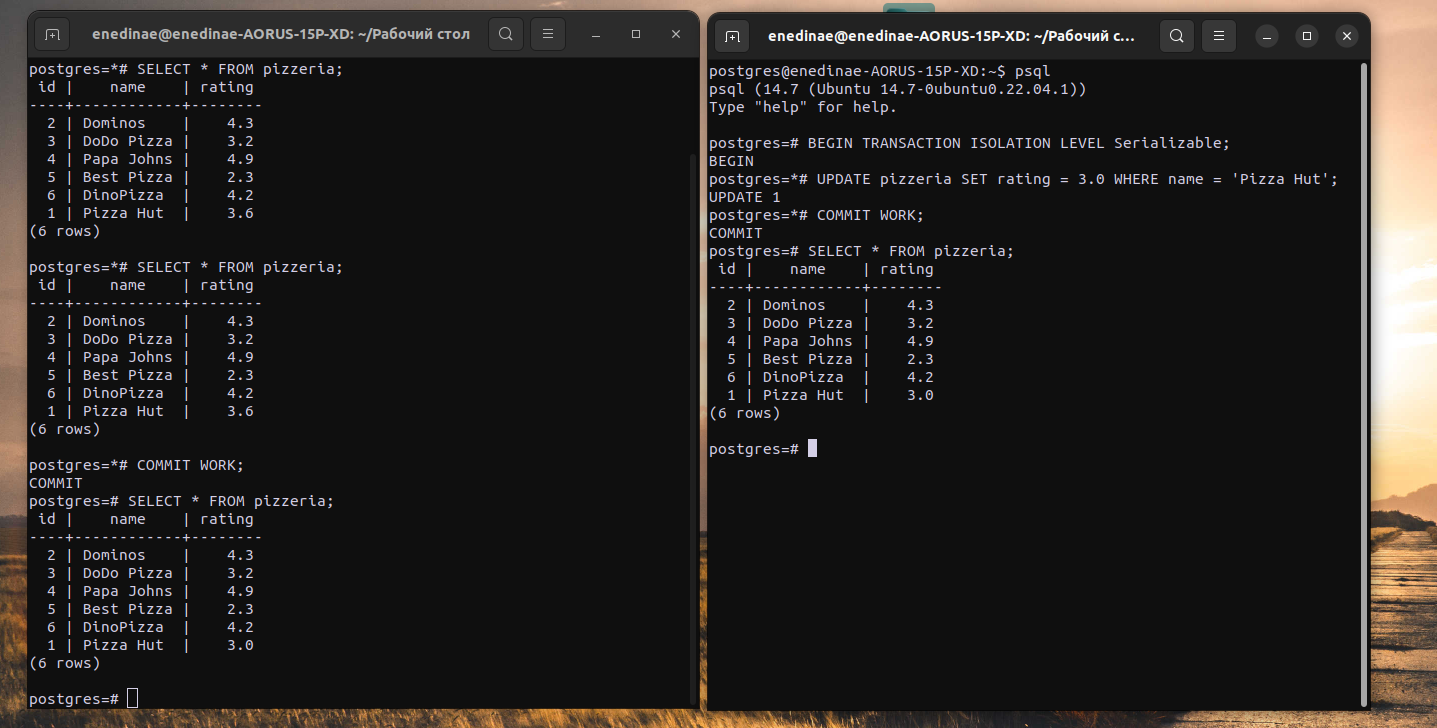 enedinae@enedinae-AORUS-15P-XD: ~/Рабочий стол
postgres=*# SELECT * FROM pizzeria;
 id |    name    | rating
----+------------+--------
  2 | Dominos    |    4.3
  3 | DoDo Pizza |    3.2
  4 | Papa Johns |    4.9
  5 | Best Pizza |    2.3
  6 | DinoPizza  |    4.2
  1 | Pizza Hut  |    3.6
(6 rows)

postgres=*# SELECT * FROM pizzeria;
 id |    name    | rating
----+------------+--------
  2 | Dominos    |    4.3
  3 | DoDo Pizza |    3.2
  4 | Papa Johns |    4.9
  5 | Best Pizza |    2.3
  6 | DinoPizza  |    4.2
  1 | Pizza Hut  |    3.6
(6 rows)

postgres=*# COMMIT WORK;
COMMIT
postgres=# SELECT * FROM pizzeria;
 id |    name    | rating
----+------------+--------
  2 | Dominos    |    4.3
  3 | DoDo Pizza |    3.2
  4 | Papa Johns |    4.9
  5 | Best Pizza |    2.3
  6 | DinoPizza  |    4.2
  1 | Pizza Hut  |    3.0
(6 rows)

postgres=#
enedinae@enedinae-AORUS-15P-XD: ~/Рабочий с...
postgres@enedinae-AORUS-15P-XD:~$ psql
psql (14.7 (Ubuntu 14.7-0ubuntu0.22.04.1))
Type "help" for help.

postgres=# BEGIN TRANSACTION ISOLATION LEVEL Serializable;
BEGIN
postgres=*# UPDATE pizzeria SET rating = 3.0 WHERE name = 'Pizza Hut';
UPDATE 1
postgres=*# COMMIT WORK;
COMMIT
postgres=# SELECT * FROM pizzeria;
 id |    name    | rating
----+------------+--------
  2 | Dominos    |    4.3
  3 | DoDo Pizza |    3.2
  4 | Papa Johns |    4.9
  5 | Best Pizza |    2.3
  6 | DinoPizza  |    4.2
  1 | Pizza Hut  |    3.0
(6 rows)

postgres=#